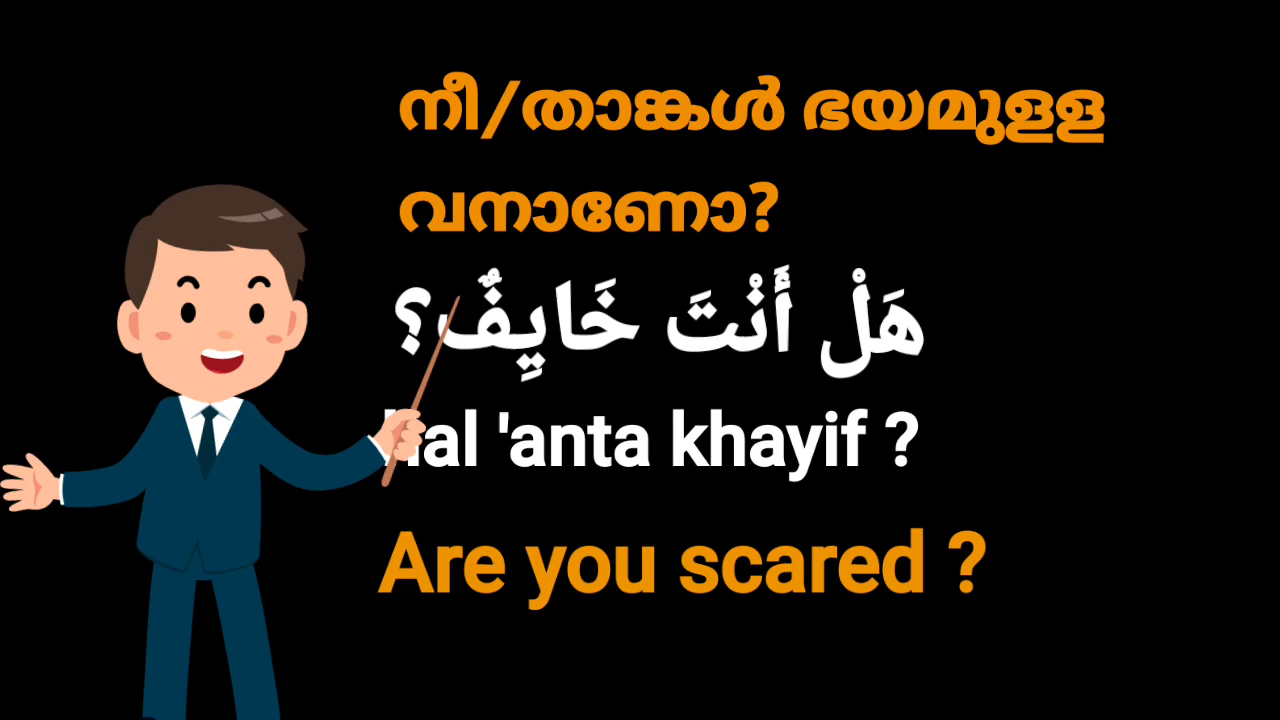 നീ/താങ്കൾ ഭയമുളള
വനാണോ?
هَلْ أَنْتَ خَايِفٌ؟
hal 'anta khayif ?
Are you scared ?